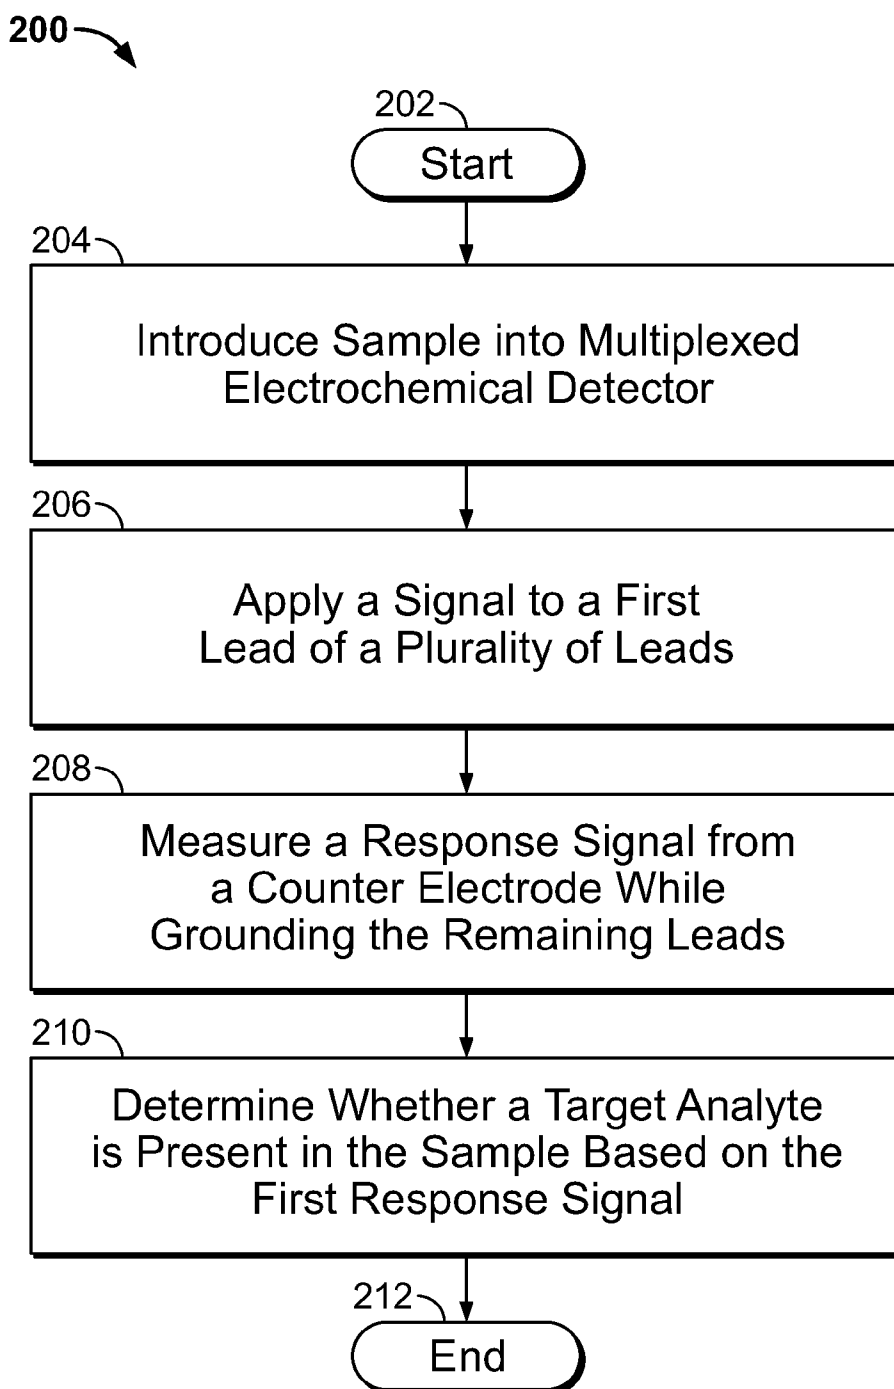 200
202
Start
204
Introduce Sample into Multiplexed
Electrochemical Detector
206
Apply a Signal to a First
Lead of a Plurality of Leads
208
Measure a Response Signal from
a Counter Electrode While
Grounding the Remaining Leads
210
Determine Whether a Target Analyte
is Present in the Sample Based on the
First Response Signal
212
End